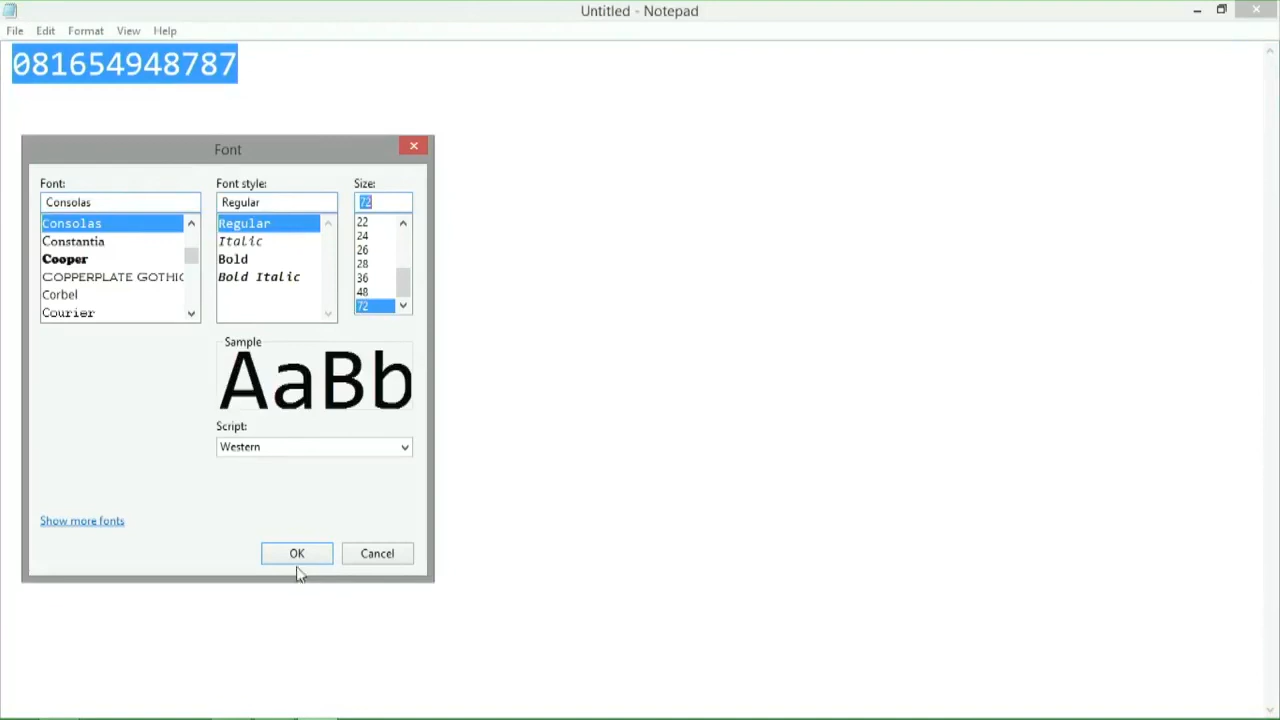 Untitled - Notepad
File Edit Format View Help
081654948787
Font
Font: Font style: Size:
Consolas Regular 72
Consolas
Constantia
Cooper
COPPERPLATE GOTHIC
Corbel
Courier
Regular
Italic
Bold
Bold Italic
22
24
26
28
36
48
72
Sample
AaBb
Script:
Western
Show more fonts
OK Cancel